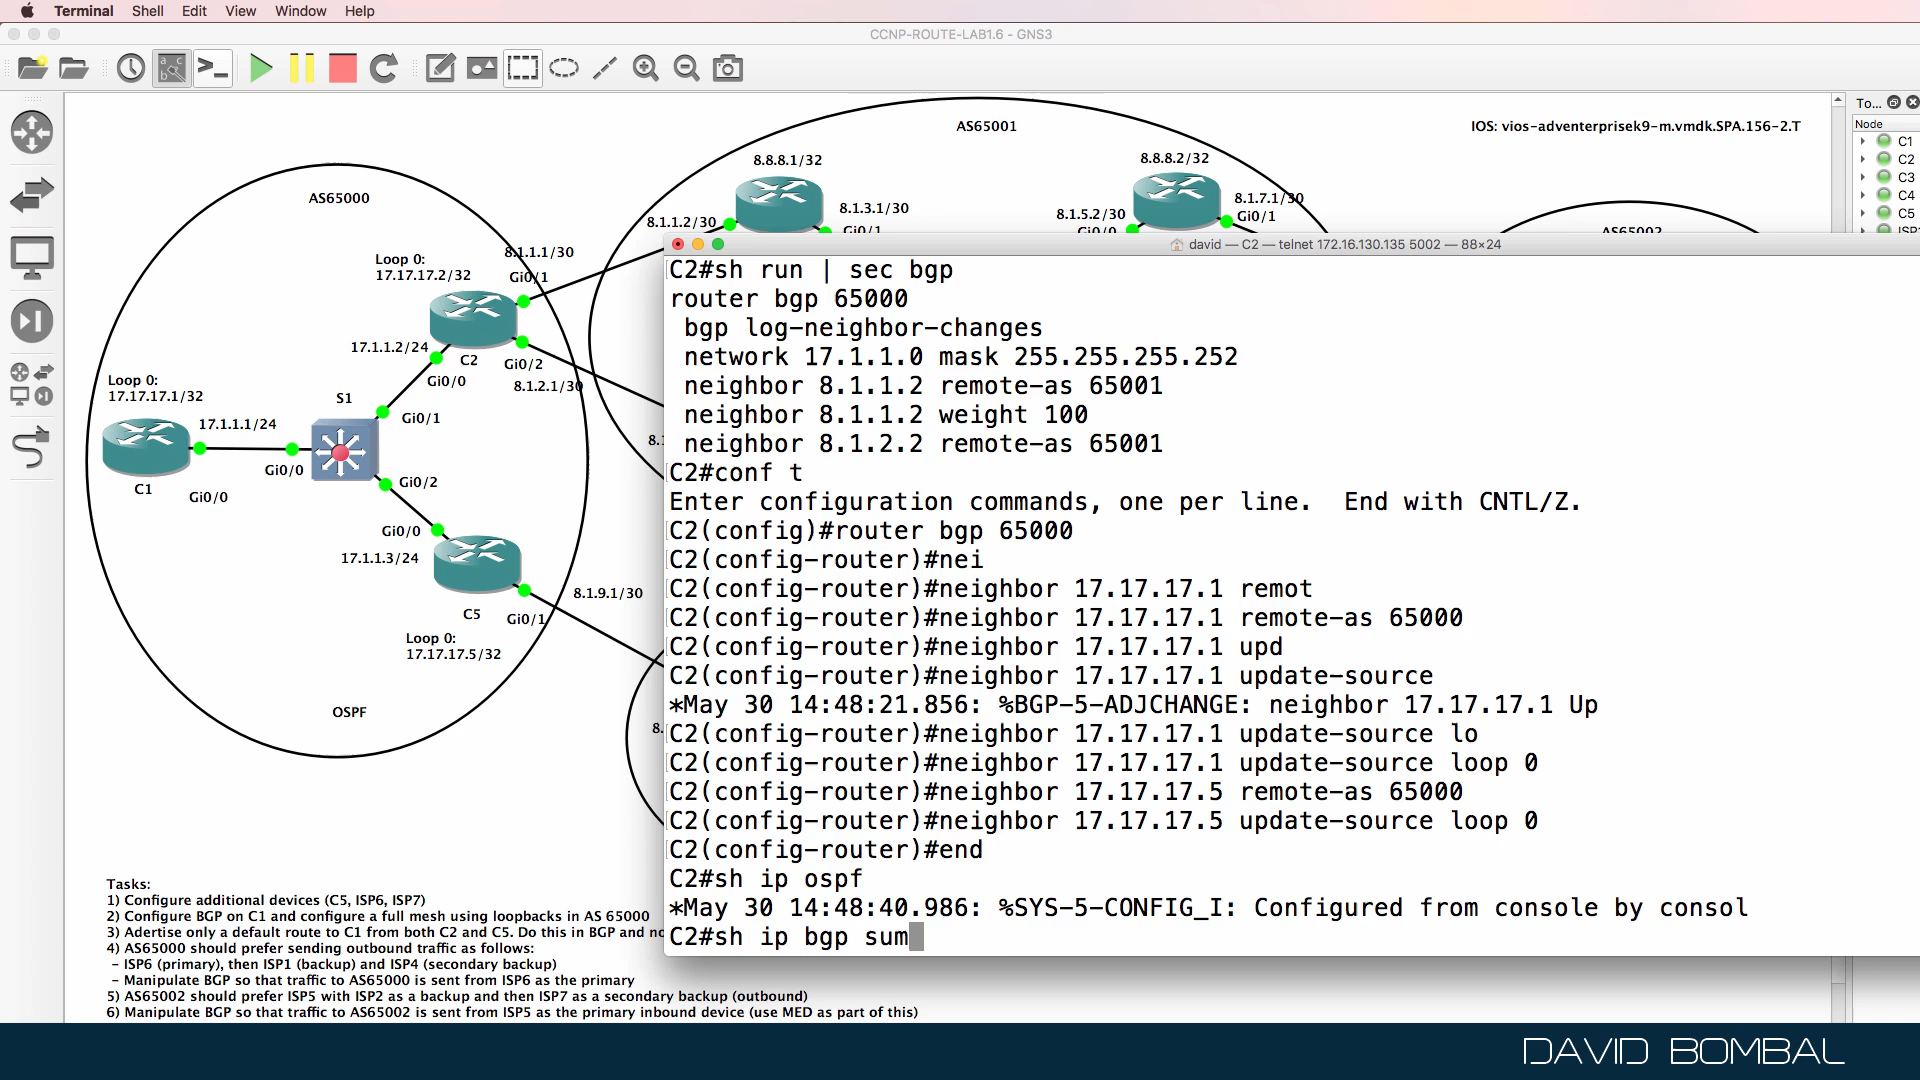 Terminal Shell Edit View Window Help
CCNP-ROUTE-LAB1.6 - GNS3
AS65001
IOS: vios-adventerprisek9-m.vmdk.SPA.156-2.T
To...
Node
C1
C2
C3
C4
C5
AS65000
8.8.8.1/32
8.8.8.2/32
8.1.1.2/30
8.1.3.1/30
Gi0/1
8.1.5.2/30
Gi0/0
8.1.7.1/30
Gi0/1
AS65002
Loop 0:
17.17.17.2/32
8.1.1.1/30
Gi0/1
17.1.1.2/24
C2
Gi0/2
Gi0/0
8.1.2.1/30
Loop 0:
17.17.17.1/32
S1
17.1.1.1/24
Gi0/1
Gi0/0
C1
Gi0/0
Gi0/2
Gi0/0
17.1.1.3/24
8.1.9.1/30
C5
Gi0/1
Loop 0:
17.17.17.5/32
OSPF
david — C2 — telnet 172.16.130.135 5002 — 88×24
C2#sh run | sec bgp
router bgp 65000
bgp log-neighbor-changes
network 17.1.1.0 mask 255.255.255.252
neighbor 8.1.1.2 remote-as 65001
neighbor 8.1.1.2 weight 100
neighbor 8.1.2.2 remote-as 65001
C2#conf t
Enter configuration commands, one per line. End with CNTL/Z.
C2(config)#router bgp 65000
C2(config-router)#nei
C2(config-router)#neighbor 17.17.17.1 remot
C2(config-router)#neighbor 17.17.17.1 remote-as 65000
C2(config-router)#neighbor 17.17.17.1 upd
C2(config-router)#neighbor 17.17.17.1 update-source
*May 30 14:48:21.856: %BGP-5-ADJCHANGE: neighbor 17.17.17.1 Up
C2(config-router)#neighbor 17.17.17.1 update-source lo
C2(config-router)#neighbor 17.17.17.1 update-source loop 0
C2(config-router)#neighbor 17.17.17.5 remote-as 65000
C2(config-router)#neighbor 17.17.17.5 update-source loop 0
C2(config-router)#end
C2#sh ip ospf
*May 30 14:48:40.986: %SYS-5-CONFIG_I: Configured from console by consol
C2#sh ip bgp sum
Tasks:
1) Configure additional devices (C5, ISP6, ISP7)
2) Configure BGP on C1 and configure a full mesh using loopbacks in AS 65000
3) Adertise only a default route to C1 from both C2 and C5. Do this in BGP and no
4) AS65000 should prefer sending outbound traffic as follows:
- ISP6 (primary), then ISP1 (backup) and ISP4 (secondary backup)
- Manipulate BGP so that traffic to AS65000 is sent from ISP6 as the primary
5) AS65002 should prefer ISP5 with ISP2 as a backup and then ISP7 as a secondary backup (outbound)
6) Manipulate BGP so that traffic to AS65002 is sent from ISP5 as the primary inbound device (use MED as part of this)
DAVID BOMBAL